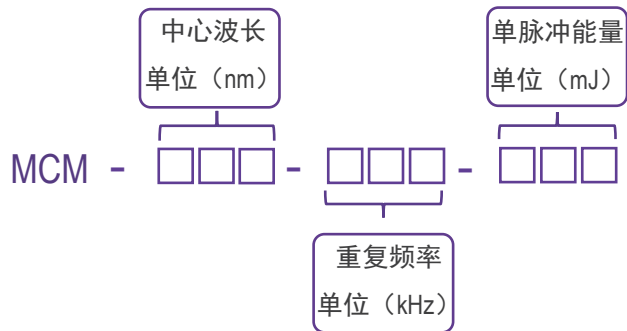 中心波长
单位（nm）
单脉冲能量
单位（mJ）
MCM - □□□ - □□□ - □□□
重复频率
单位（kHz）